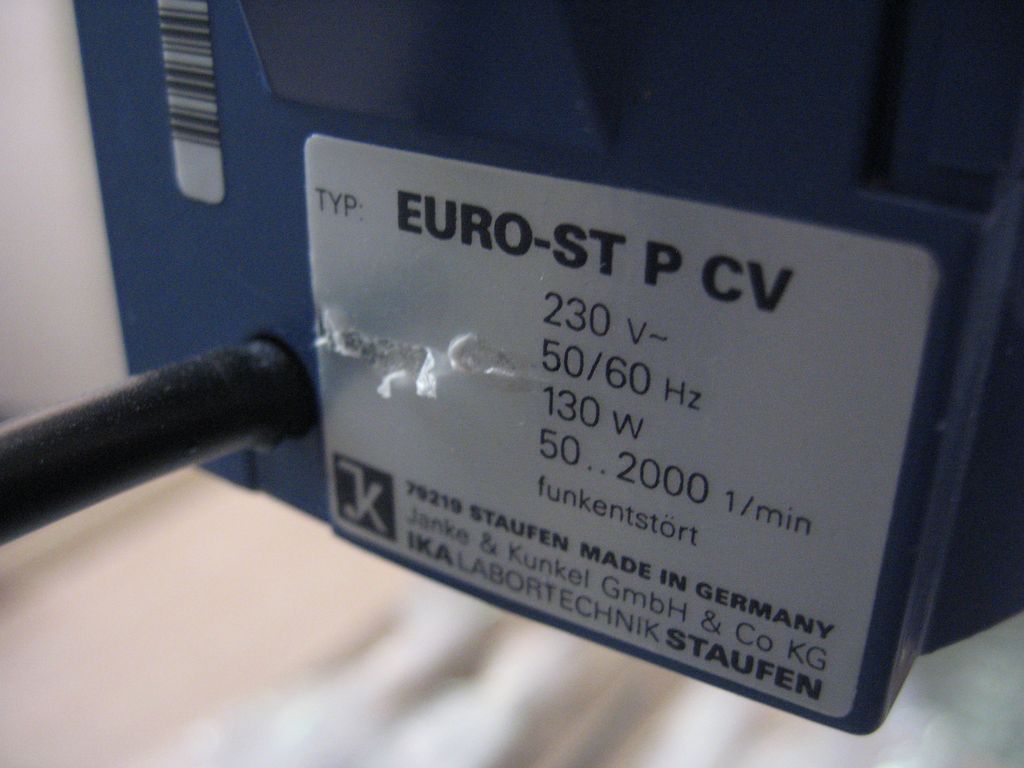 TYP: EURO-ST P CV
230 V~
50/60 Hz
130 W
50..2000 1/min
funkentstört
JK
79219 STAUFEN MADE IN GERMANY
Janke & Kunkel GmbH & Co KG
IKA LABORTECHNIK STAUFEN